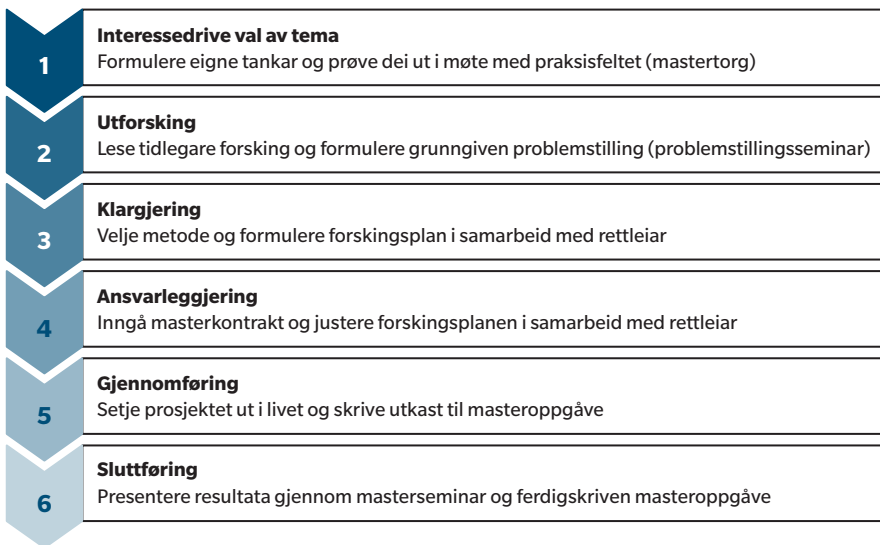 1
Interessedrive val av tema
Formulere eigne tankar og prøve dei ut i møte med praksisfeltet (mastertorg)
2
Utforsking
Lese tidlegare forsking og formulere grunngiven problemstilling (problemstillingsseminar)
3
Klargjering
Velje metode og formulere forskingsplan i samarbeid med rettleiar
4
Ansvarleggjering
Inngå masterkontrakt og justere forskingsplanen i samarbeid med rettleiar
5
Gjennomføring
Setje prosjektet ut i livet og skrive utkast til masteroppgåve
6
Sluttføring
Presentere resultata gjennom masterseminar og ferdigskriven masteroppgåve